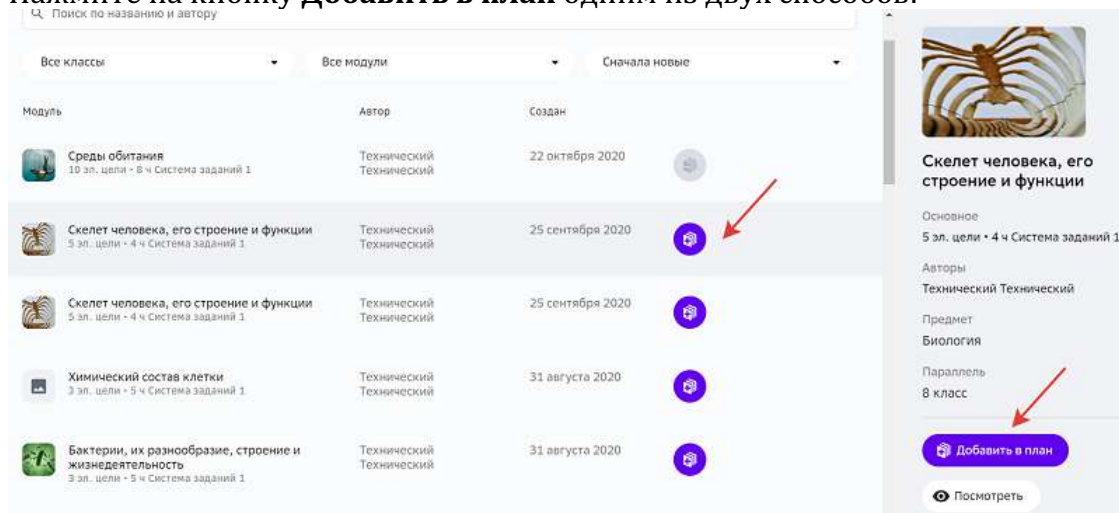 Нажмите на кнопку Добавить в план одним из двух способов:
Поиск по названию и автору
Все классы
Все модули
Сначала новые
Модуль
Автор
Создан
Среды обитания
10 эл. цели • 8 ч Система заданий 1
Технический
Технический
22 октября 2020
Скелет человека, его строение и функции
5 эл. цели • 4 ч Система заданий 1
Технический
Технический
25 сентября 2020
Скелет человека, его строение и функции
5 эл. цели • 4 ч Система заданий 1
Технический
Технический
25 сентября 2020
Химический состав клетки
3 эл. цели • 5 ч Система заданий 1
Технический
Технический
31 августа 2020
Бактерии, их разнообразие, строение и
жизнедеятельность
3 эл. цели • 5 ч Система заданий 1
Технический
Технический
31 августа 2020
Скелет человека, его
строение и функции
Основное
5 эл. цели • 4 ч Система заданий 1
Авторы
Технический Технический
Предмет
Биология
Параллель
8 класс
Добавить в план
Посмотреть